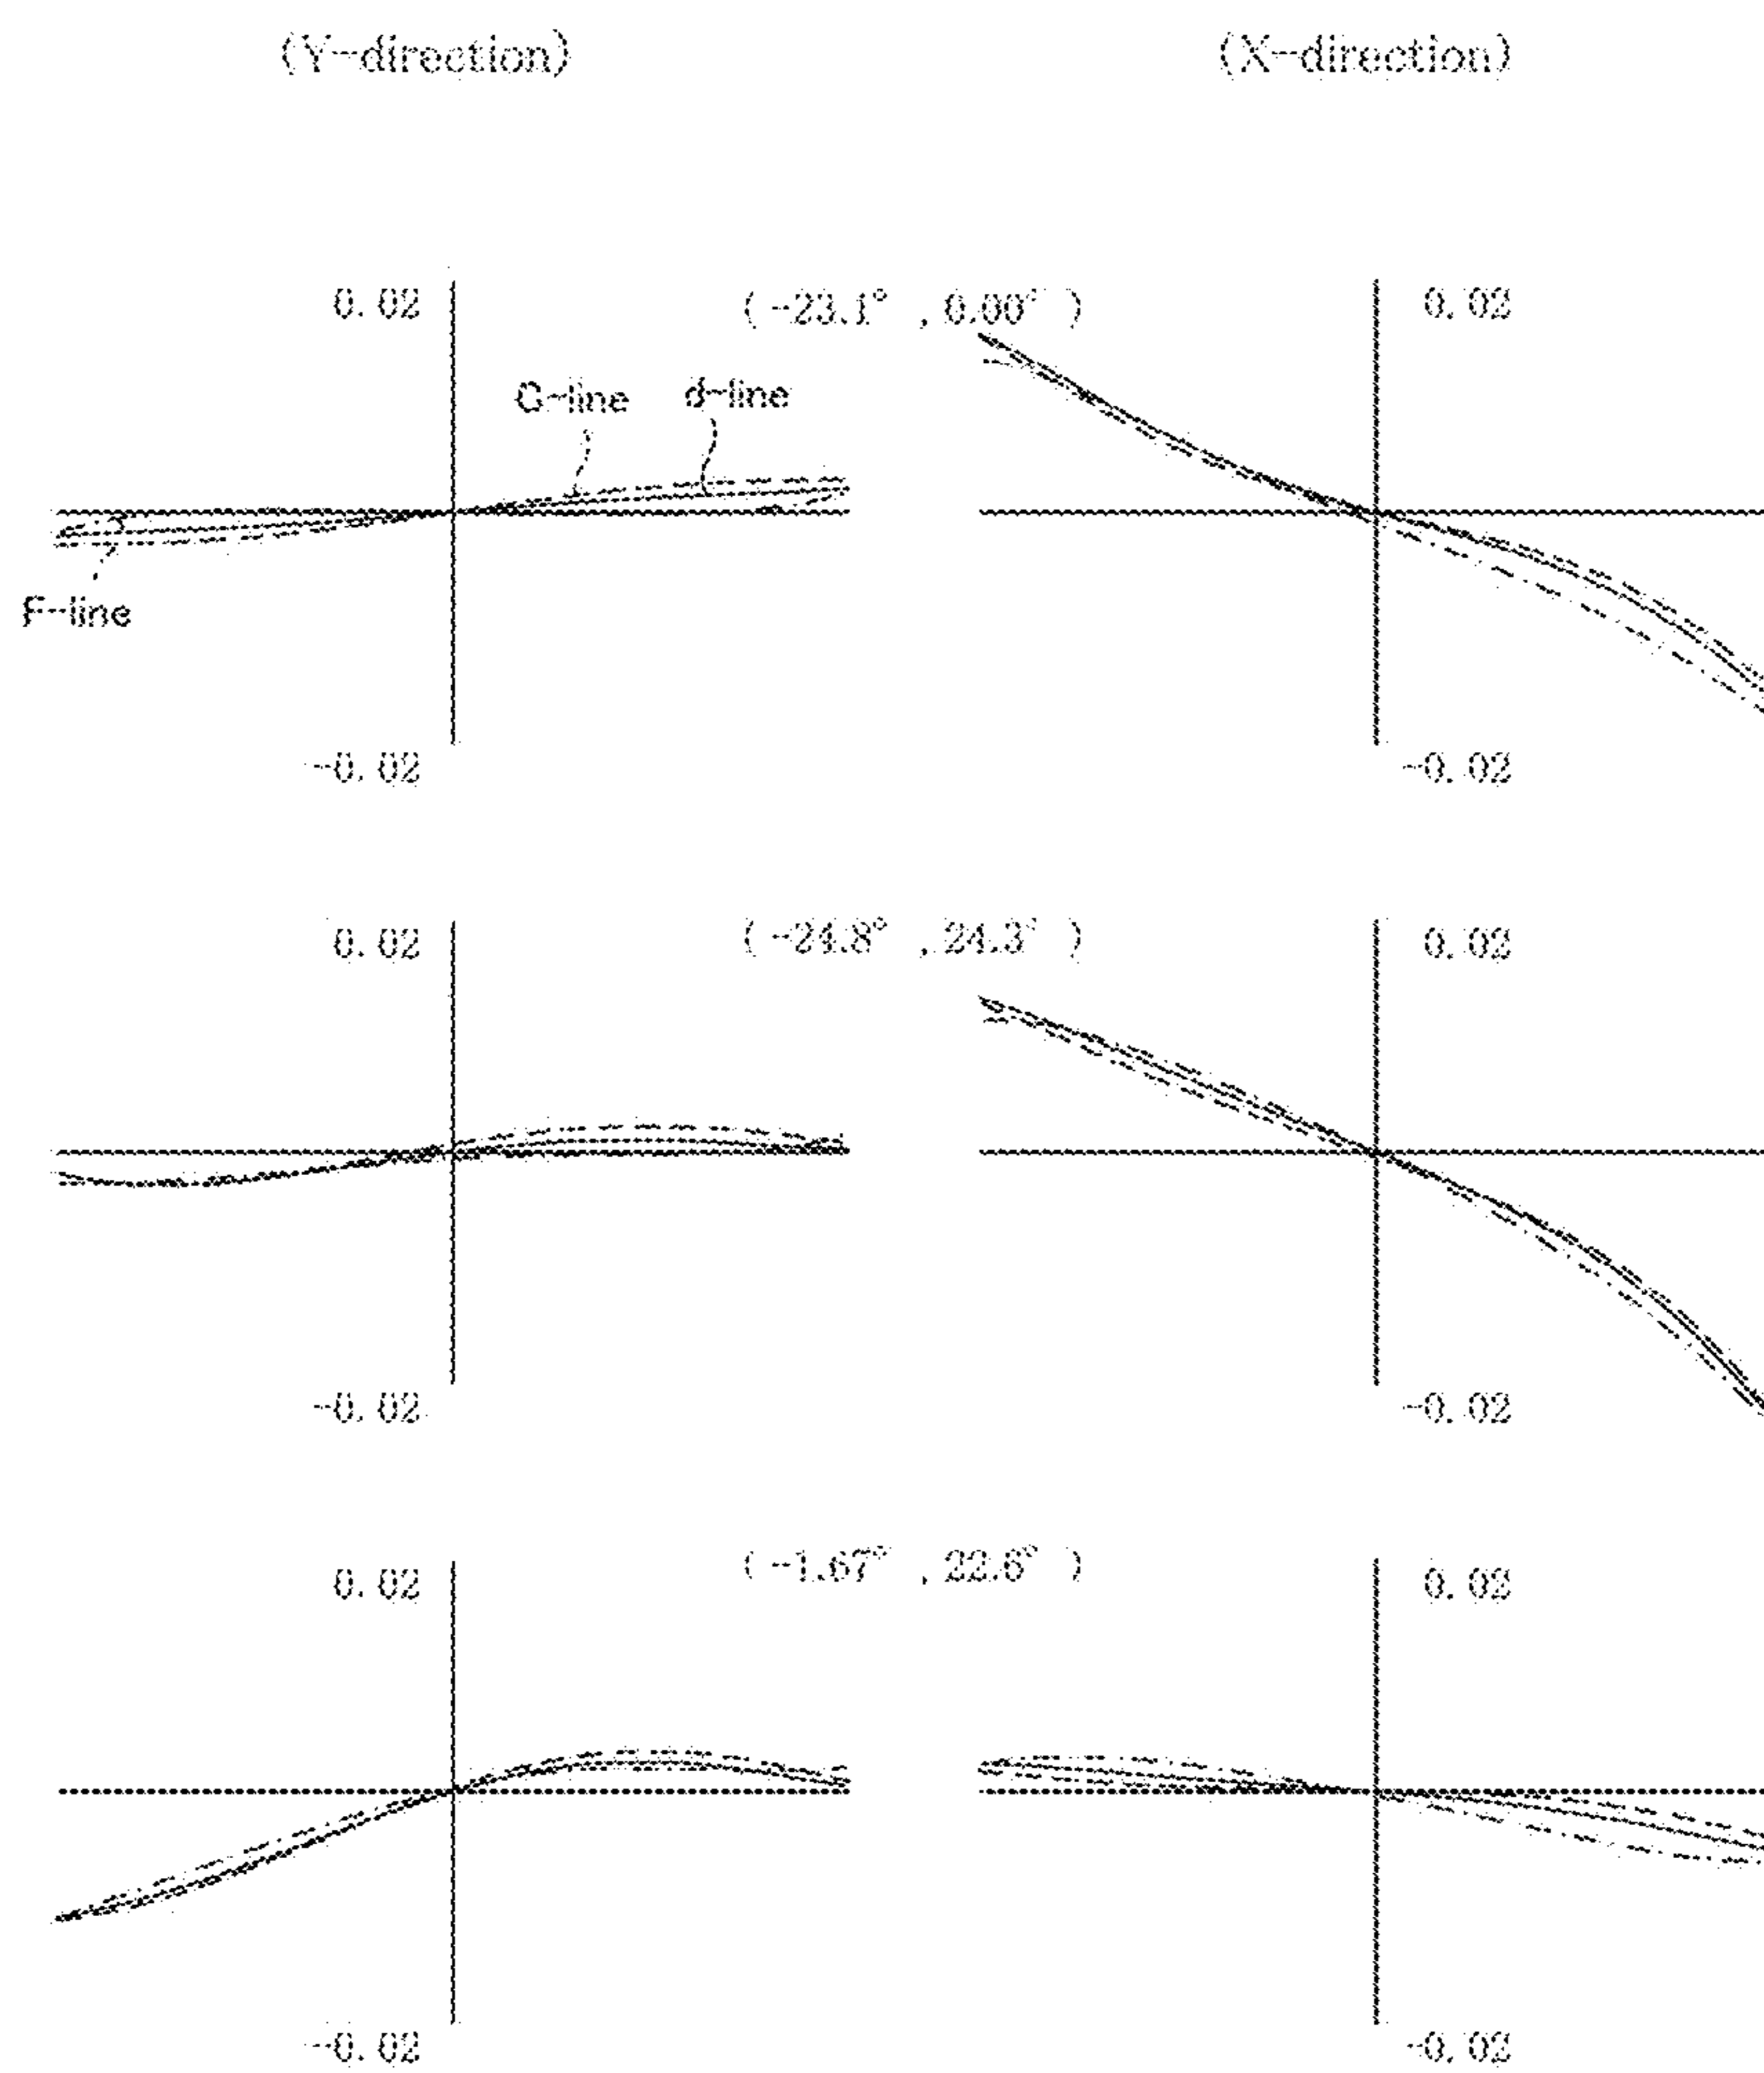 (Y-direction) (X-direction)
0.02 (-23.1° , 0.00° ) 0.02
C-line d-line
F-line
-0.02 -0.02
0.02 (-24.8° , 24.3° ) 0.02
-0.02 -0.02
0.02 (-1.67° , 22.6° ) 0.02
-0.02 -0.02